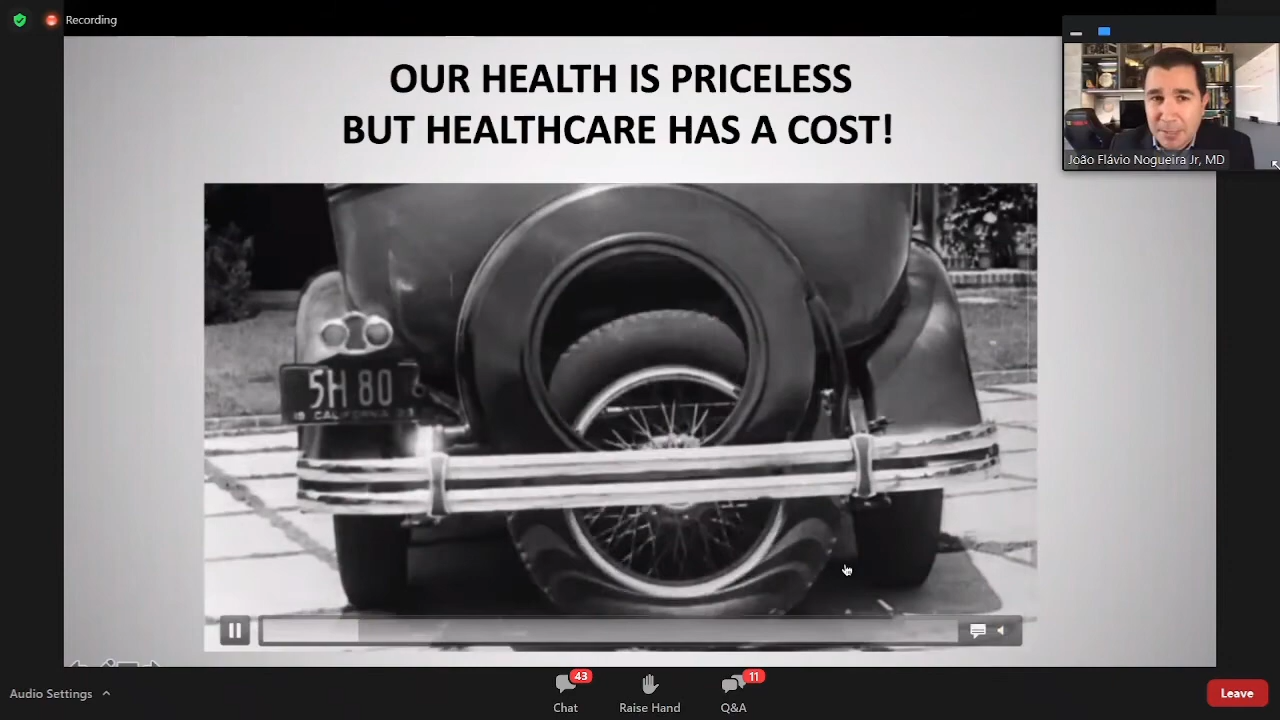 Recording
OUR HEALTH IS PRICELESS
BUT HEALTHCARE HAS A COST!
João Flávio Nogueira Jr, MD
5H 80
CALIFORNIA
Audio Settings
43
Chat
Raise Hand
11
Q&A
Leave